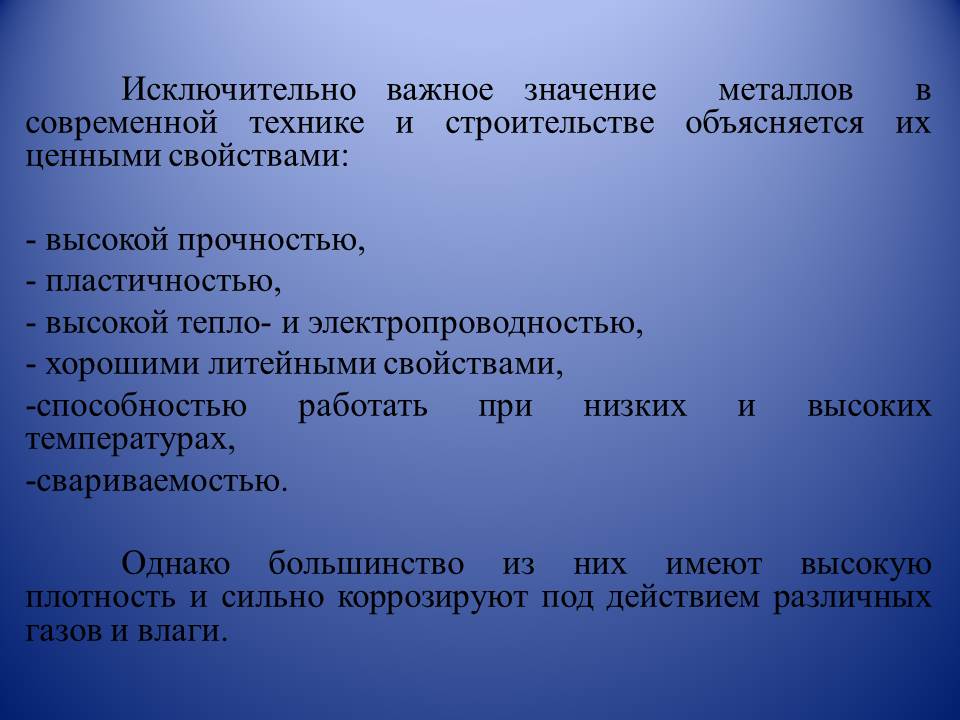 Исключительно важное значение металлов в
современной технике и строительстве объясняется их
ценными свойствами:
- высокой прочностью,
- пластичностью,
- высокой тепло- и электропроводностью,
- хорошими литейными свойствами,
-способностью работать при низких и высоких
температурах,
-свариваемостью.
Однако большинство из них имеют высокую
плотность и сильно коррозируют под действием различных
газов и влаги.